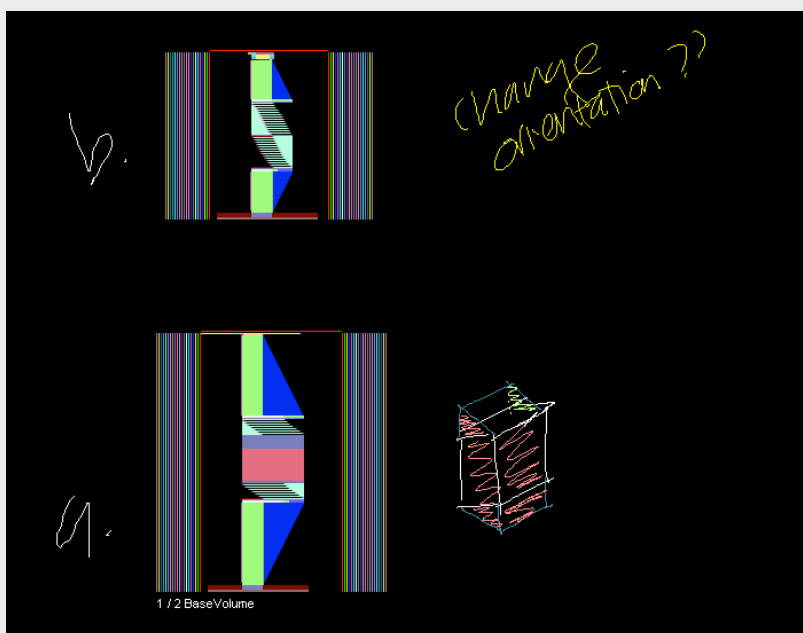 b.
change
orientation ??
a.
1 / 2 BaseVolume